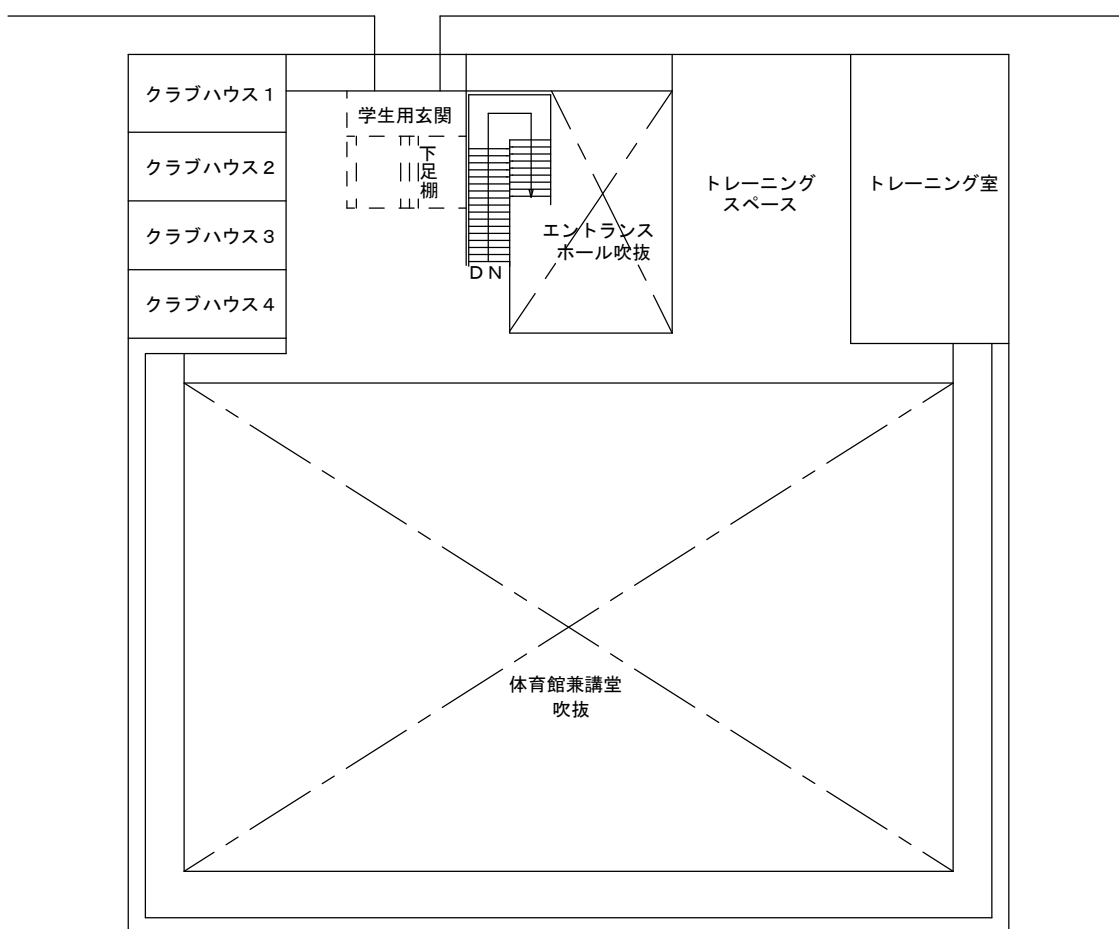 クラブハウス１
クラブハウス２
クラブハウス３
クラブハウス４
学生用玄関
下足棚
ＤＮ
エントランス
ホール吹抜
トレーニング
スペース
トレーニング室
体育館兼講堂
吹抜